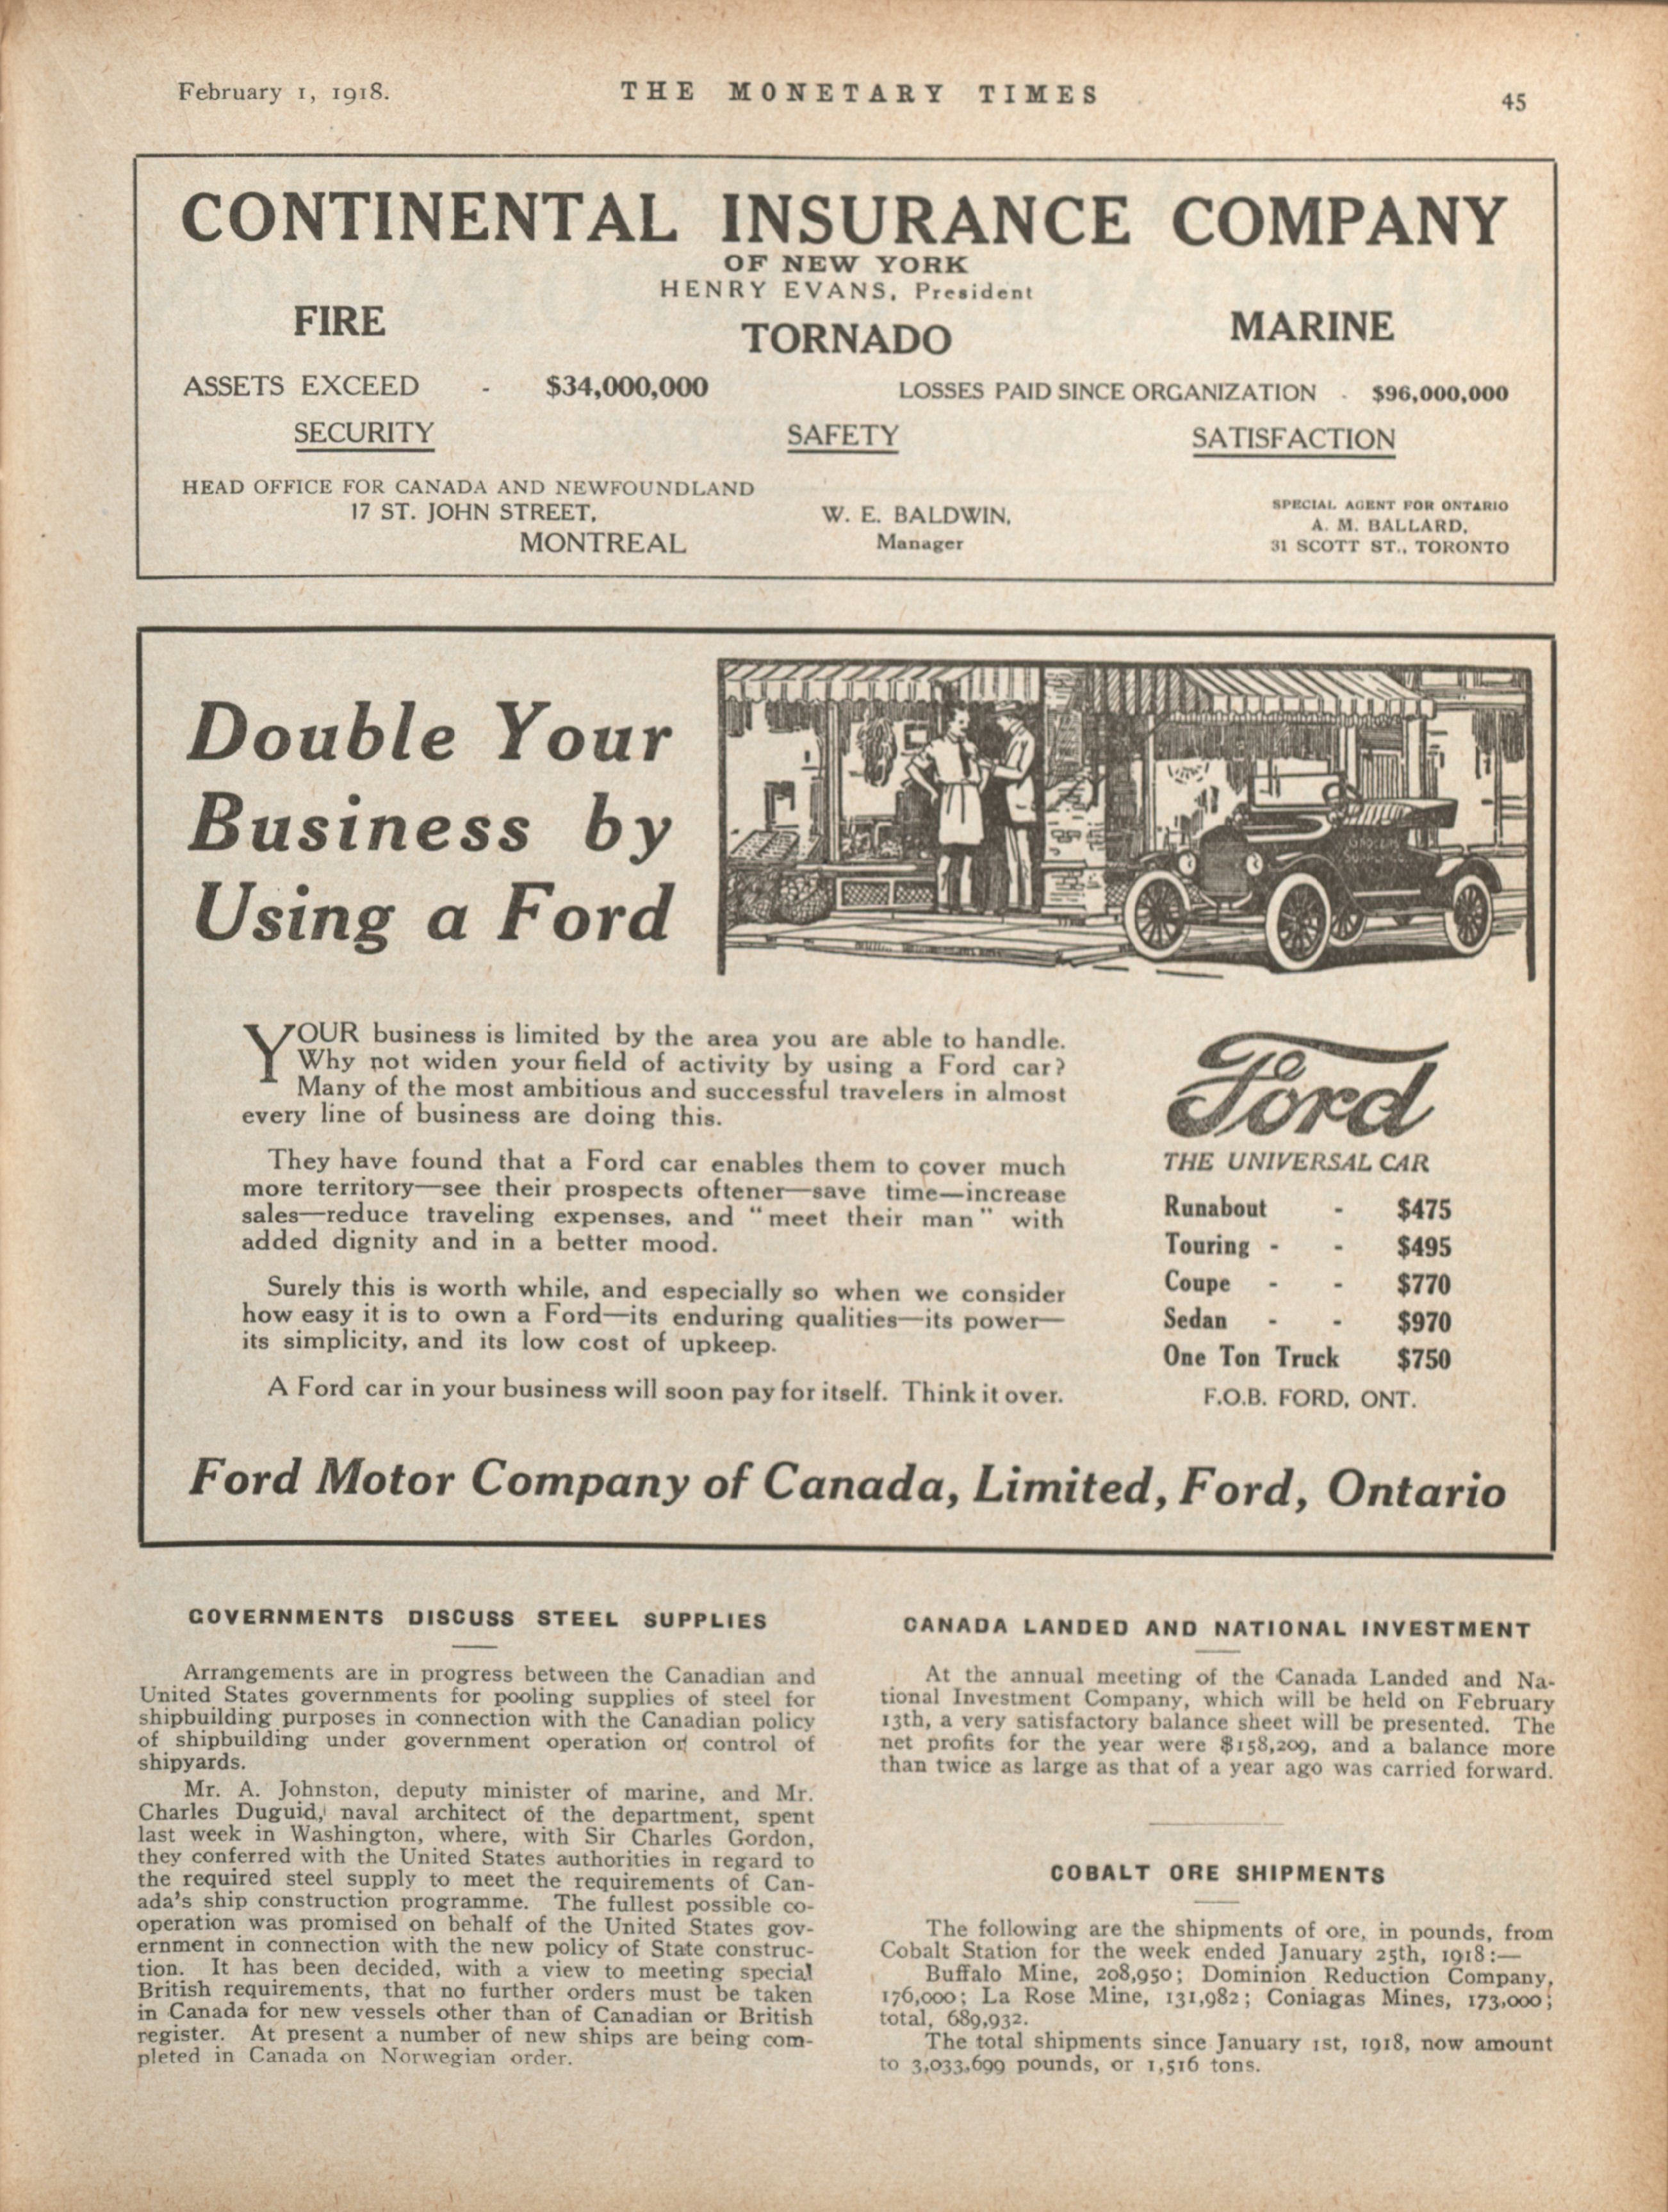 February 1, 1918.
THE MONETARY TIMES
45
CONTINENTAL INSURANCE COMPANY
OF NEW YORK
HENRY EVANS, President
FIRE
TORNADO
MARINE
ASSETS EXCEED - $34,000,000
LOSSES PAID SINCE ORGANIZATION - $96,000,000
SECURITY
SAFETY
SATISFACTION
HEAD OFFICE FOR CANADA AND NEWFOUNDLAND
17 ST. JOHN STREET,
MONTREAL
W. E. BALDWIN,
Manager
SPECIAL AGENT FOR ONTARIO
A. M. BALLARD,
31 SCOTT ST., TORONTO
Double Your
Business by
Using a Ford
YOUR business is limited by the area you are able to handle.
Why not widen your field of activity by using a Ford car?
Many of the most ambitious and successful travelers in almost
every line of business are doing this.
They have found that a Ford car enables them to cover much
more territory—see their prospects oftener—save time—increase
sales—reduce traveling expenses, and "meet their man" with
added dignity and in a better mood.
Surely this is worth while, and especially so when we consider
how easy it is to own a Ford—its enduring qualities—its power—
its simplicity, and its low cost of upkeep.
A Ford car in your business will soon pay for itself. Think it over.
Ford
THE UNIVERSAL CAR
Runabout - $475
Touring - - $495
Coupe - - $770
Sedan - - $970
One Ton Truck $750
F.O.B. FORD, ONT.
Ford Motor Company of Canada, Limited, Ford, Ontario
GOVERNMENTS DISCUSS STEEL SUPPLIES
Arrangements are in progress between the Canadian and
United States governments for pooling supplies of steel for
shipbuilding purposes in connection with the Canadian policy
of shipbuilding under government operation or control of
shipyards.
Mr. A. Johnston, deputy minister of marine, and Mr.
Charles Duguid, naval architect of the department, spent
last week in Washington, where, with Sir Charles Gordon,
they conferred with the United States authorities in regard to
the required steel supply to meet the requirements of Can-
ada's ship construction programme. The fullest possible co-
operation was promised on behalf of the United States gov-
ernment in connection with the new policy of State construc-
tion. It has been decided, with a view to meeting special
British requirements, that no further orders must be taken
in Canada for new vessels other than of Canadian or British
register. At present a number of new ships are being com-
pleted in Canada on Norwegian order.
CANADA LANDED AND NATIONAL INVESTMENT
At the annual meeting of the Canada Landed and Na-
tional Investment Company, which will be held on February
13th, a very satisfactory balance sheet will be presented. The
net profits for the year were $158,209, and a balance more
than twice as large as that of a year ago was carried forward.
COBALT ORE SHIPMENTS
The following are the shipments of ore, in pounds, from
Cobalt Station for the week ended January 25th, 1918:—
Buffalo Mine, 208,950; Dominion Reduction Company,
176,000; La Rose Mine, 131,982; Coniagas Mines, 173,000;
total, 689,932.
The total shipments since January 1st, 1918, now amount
to 3,033,699 pounds, or 1,516 tons.